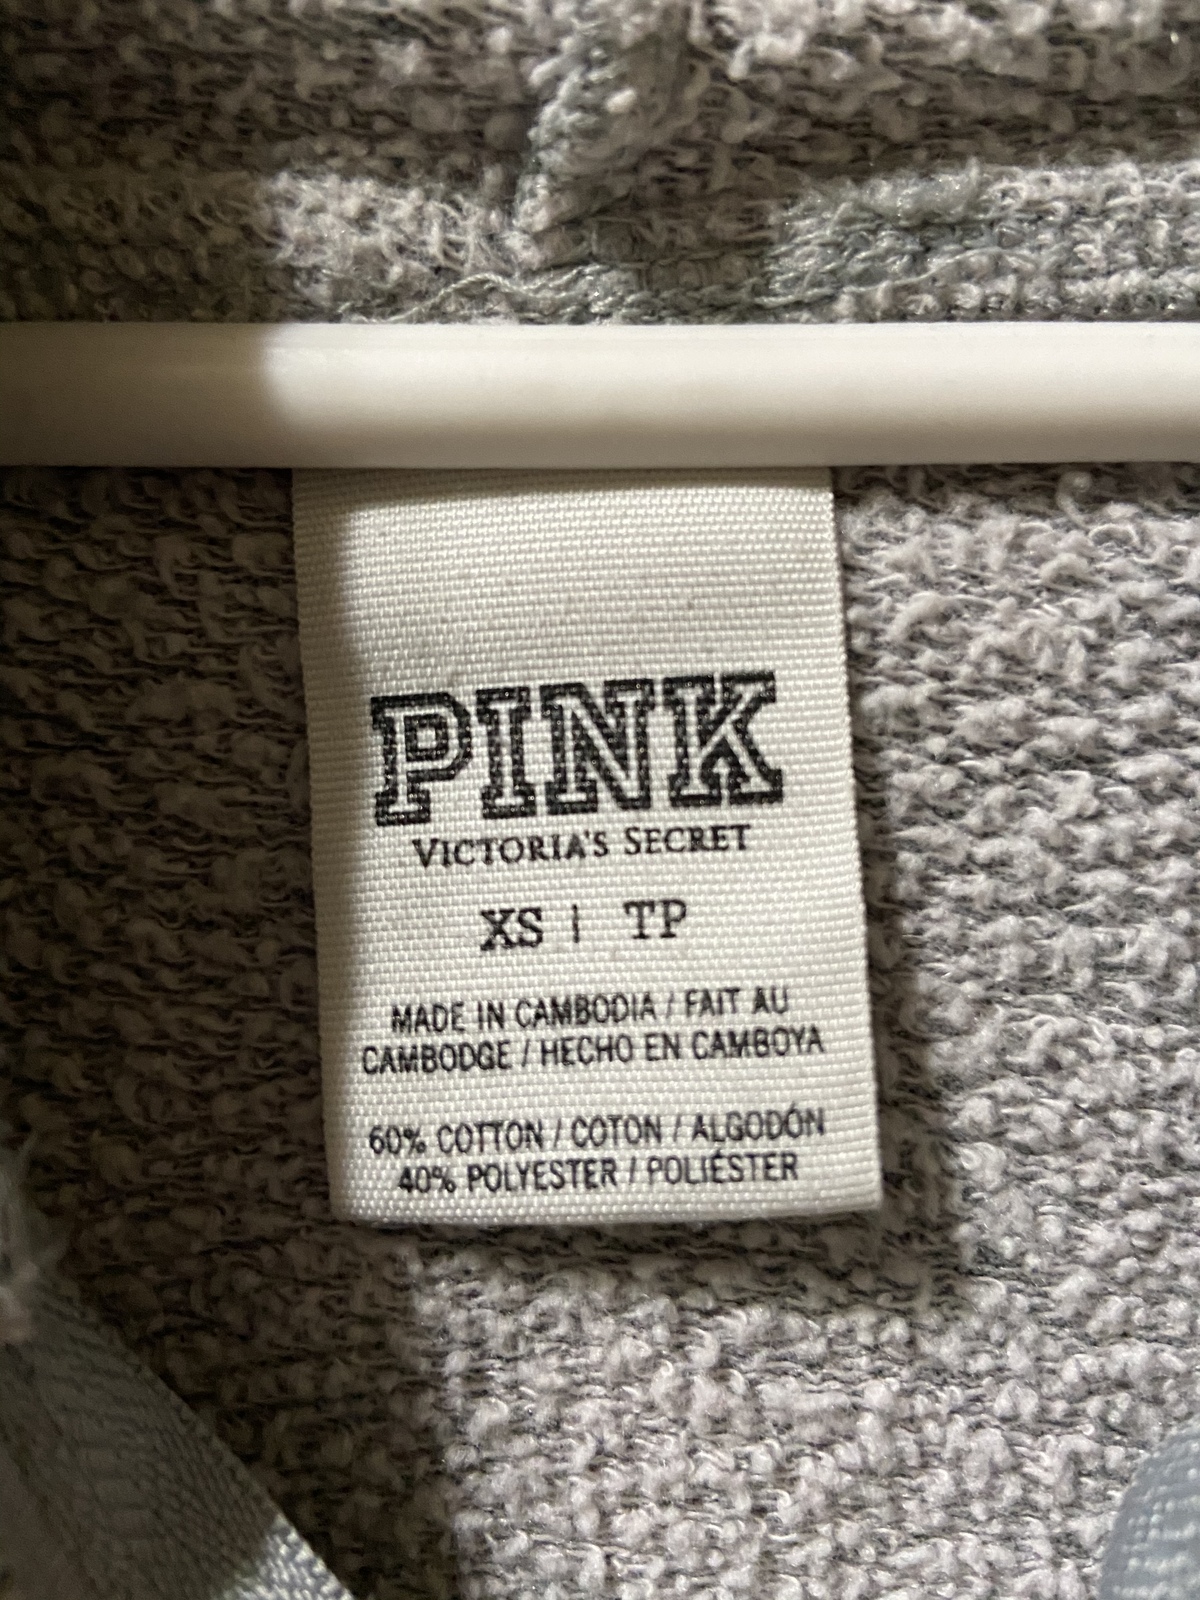 PINK
VICTORIA'S SECRET
XS | TP
MADE IN CAMBODIA / FAIT AU
CAMBODGE / HECHO EN CAMBOYA
60% COTTON / COTON / ALGODÓN
40% POLYESTER / POLIÉSTER